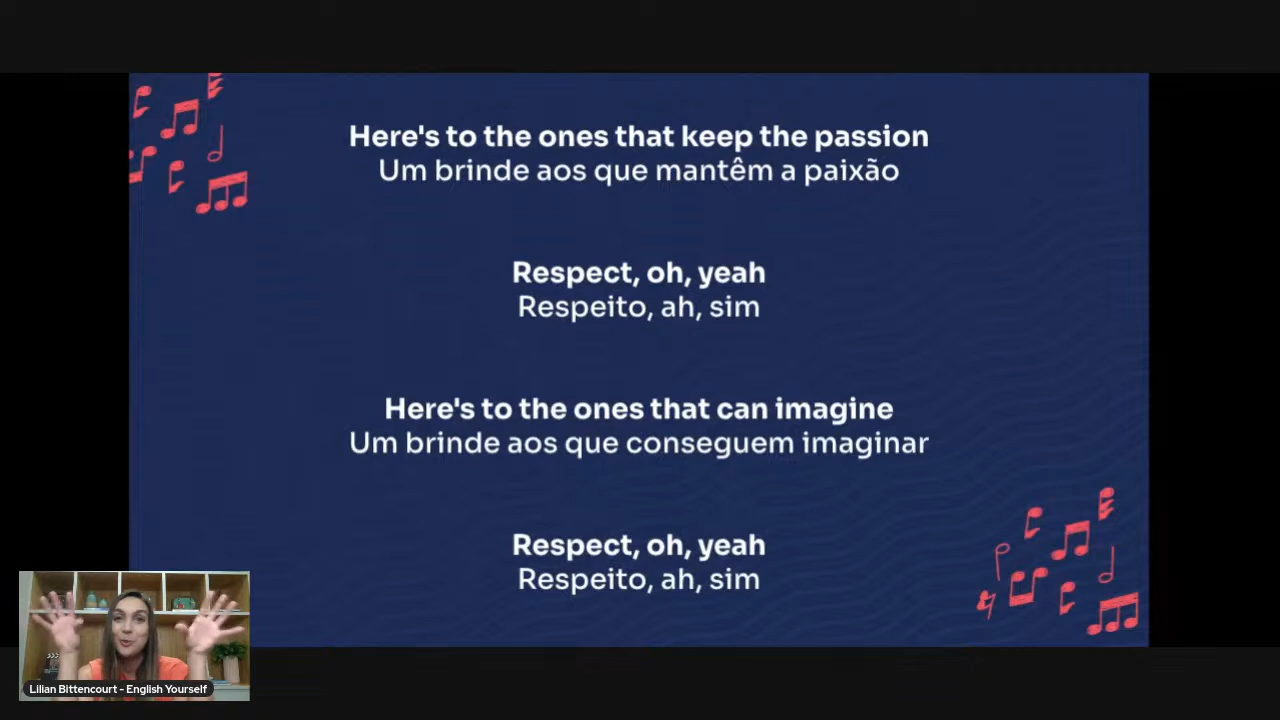 Here's to the ones that keep the passion
Um brinde aos que mantêm a paixão
Respect, oh, yeah
Respeito, ah, sim
Here's to the ones that can imagine
Um brinde aos que conseguem imaginar
Respect, oh, yeah
Respeito, ah, sim
Lilian Bittencourt - English Yourself